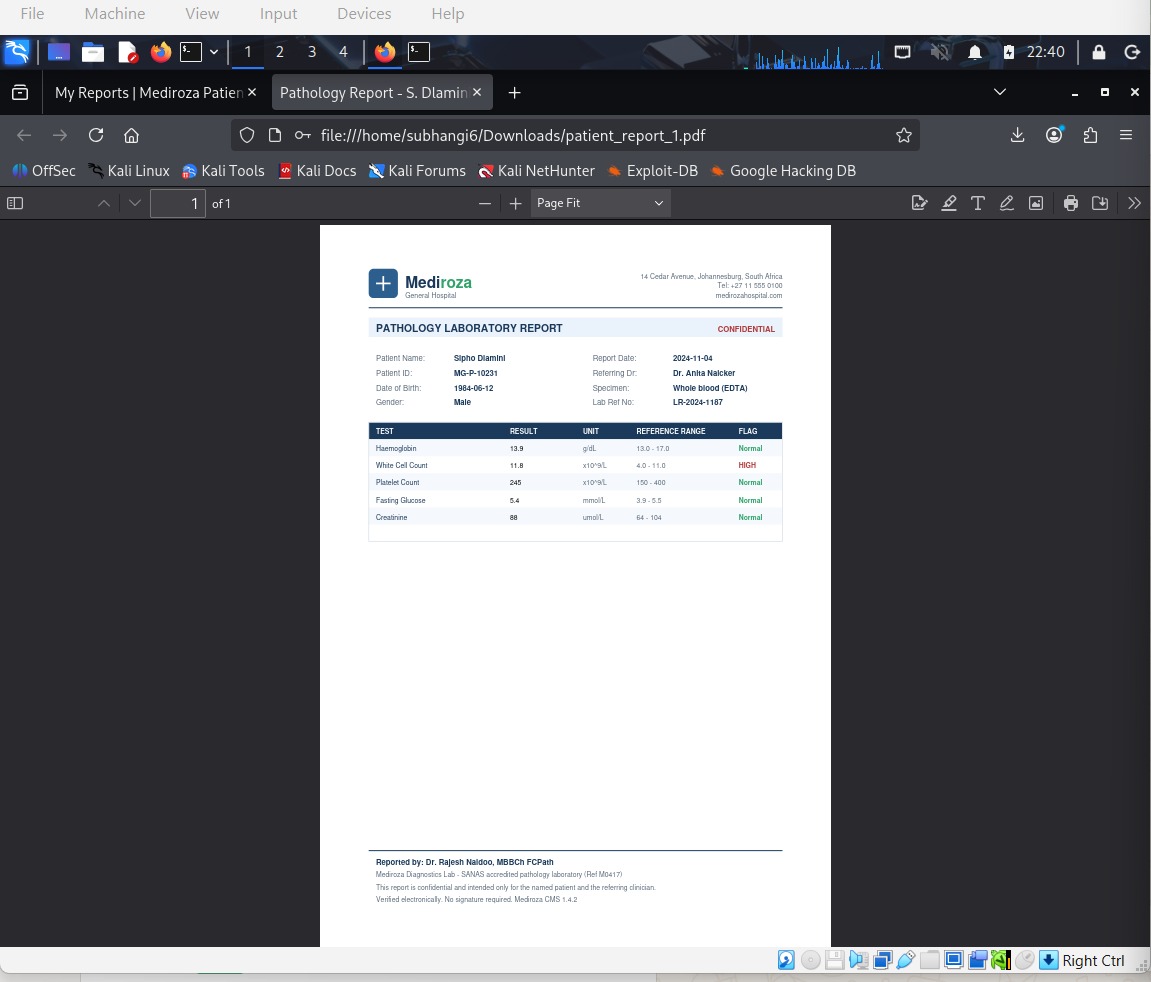 File Machine View Input Devices Help
1 2 3 4 22:40
My Reports | Mediroza Patien Pathology Report - S. Dlamin
file:///home/subhangi6/Downloads/patient_report_1.pdf
OffSec Kali Linux Kali Tools Kali Docs Kali Forums Kali NetHunter Exploit-DB Google Hacking DB
1 of 1 Page Fit
Mediroza
General Hospital
14 Cedar Avenue, Johannesburg, South Africa
Tel: +27 11 555 0100
medirozahospital.com
PATHOLOGY LABORATORY REPORT CONFIDENTIAL
Patient Name: Sipho Dlamini Report Date: 2024-11-04
Patient ID: MG-P-10231 Referring Dr: Dr. Anita Naicker
Date of Birth: 1984-06-12 Specimen: Whole blood (EDTA)
Gender: Male Lab Ref No: LR-2024-1187
TEST RESULT UNIT REFERENCE RANGE FLAG
Haemoglobin 13.9 g/dL 13.0 - 17.0 Normal
White Cell Count 11.8 x10^9/L 4.0 - 11.0 HIGH
Platelet Count 245 x10^9/L 150 - 400 Normal
Fasting Glucose 5.4 mmol/L 3.9 - 5.5 Normal
Creatinine 88 umol/L 64 - 104 Normal
Reported by: Dr. Rajesh Naidoo, MBBCh FCPath
Mediroza Diagnostics Lab - SANAS accredited pathology laboratory (Ref M0417)
This report is confidential and intended only for the named patient and the referring clinician.
Verified electronically. No signature required. Mediroza CMS 1.4.2
Right Ctrl